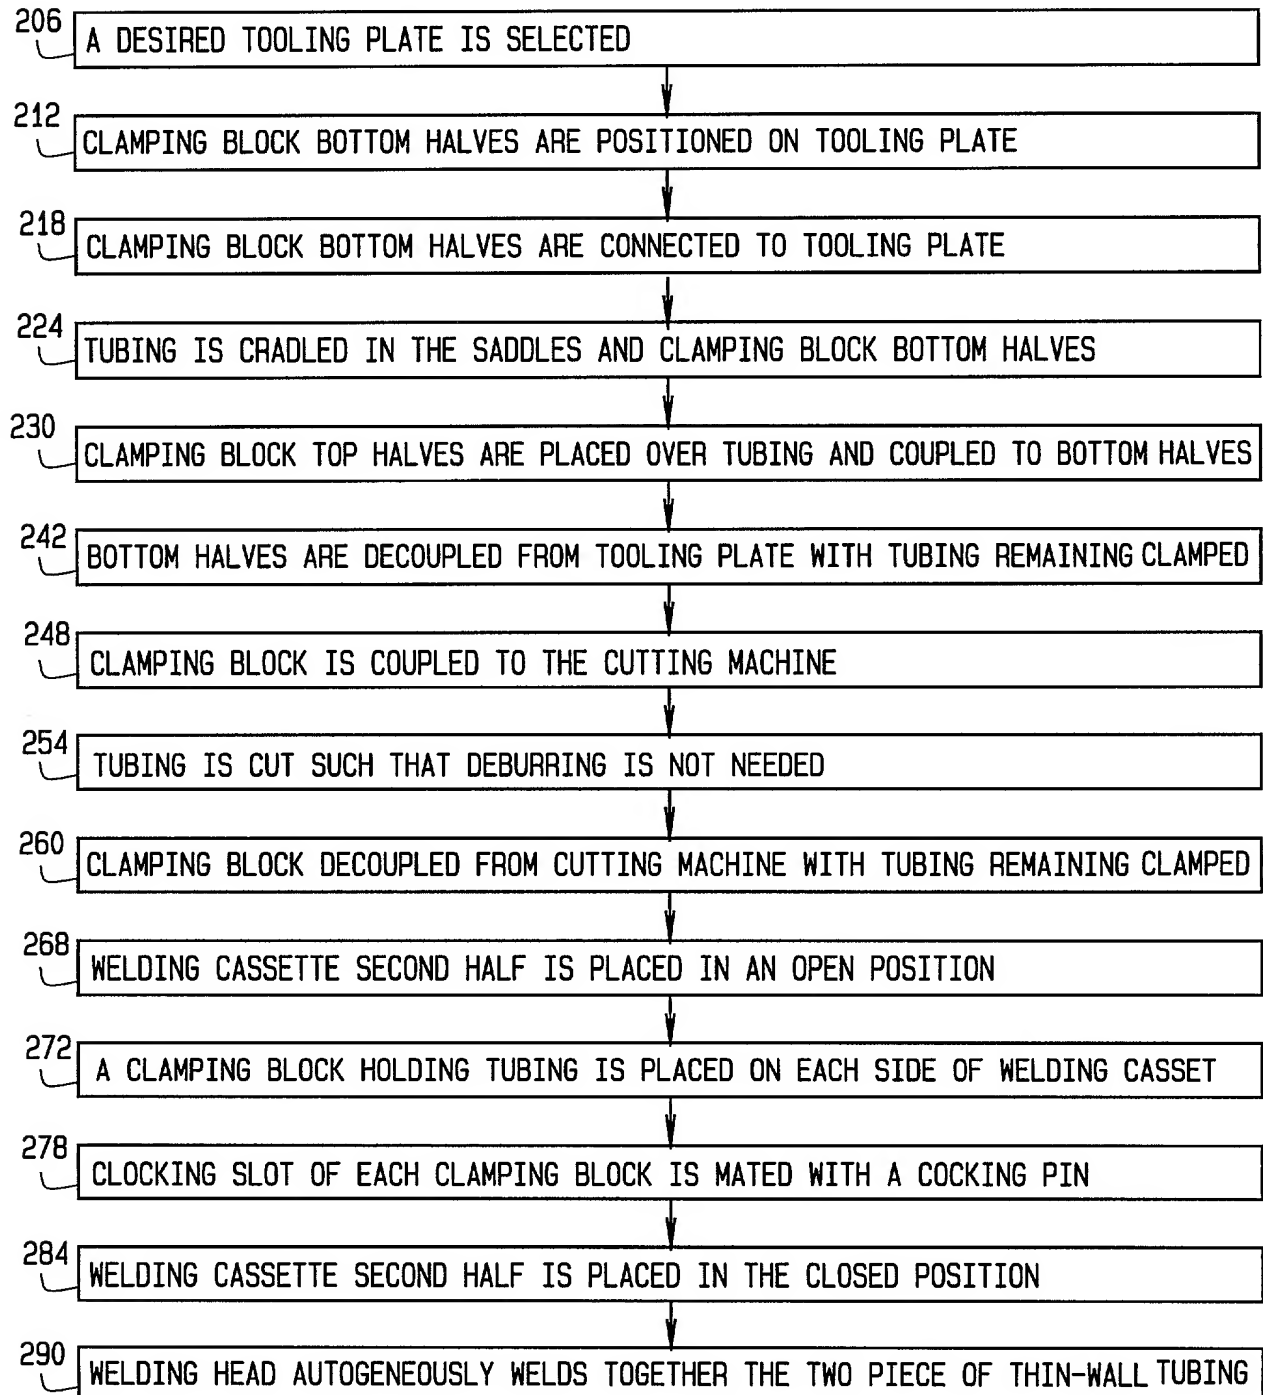 206
A DESIRED TOOLING PLATE IS SELECTED
212
CLAMPING BLOCK BOTTOM HALVES ARE POSITIONED ON TOOLING PLATE
218
CLAMPING BLOCK BOTTOM HALVES ARE CONNECTED TO TOOLING PLATE
224
TUBING IS CRADLED IN THE SADDLES AND CLAMPING BLOCK BOTTOM HALVES
230
CLAMPING BLOCK TOP HALVES ARE PLACED OVER TUBING AND COUPLED TO BOTTOM HALVES
242
BOTTOM HALVES ARE DECOUPLED FROM TOOLING PLATE WITH TUBING REMAINING CLAMPED
248
CLAMPING BLOCK IS COUPLED TO THE CUTTING MACHINE
254
TUBING IS CUT SUCH THAT DEBURRING IS NOT NEEDED
260
CLAMPING BLOCK DECOUPLED FROM CUTTING MACHINE WITH TUBING REMAINING CLAMPED
268
WELDING CASSETTE SECOND HALF IS PLACED IN AN OPEN POSITION
272
A CLAMPING BLOCK HOLDING TUBING IS PLACED ON EACH SIDE OF WELDING CASSET
278
CLOCKING SLOT OF EACH CLAMPING BLOCK IS MATED WITH A COCKING PIN
284
WELDING CASSETTE SECOND HALF IS PLACED IN THE CLOSED POSITION
290
WELDING HEAD AUTOGENEOUSLY WELDS TOGETHER THE TWO PIECE OF THIN-WALL TUBING